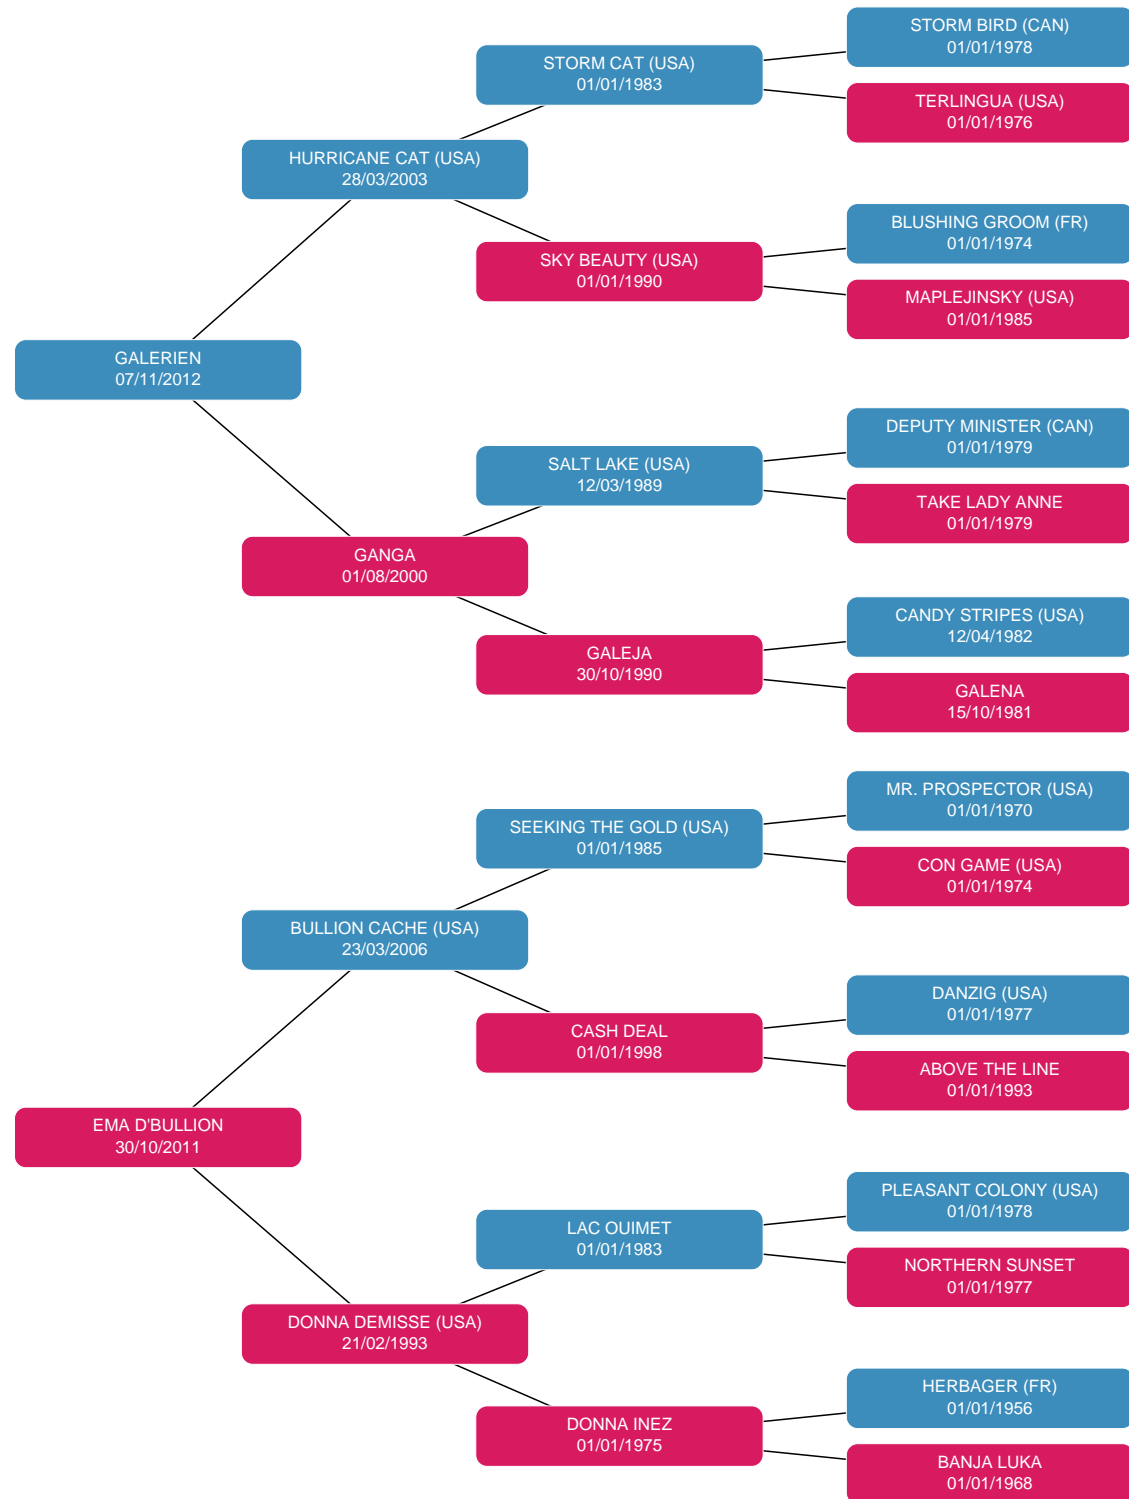 STORM BIRD (CAN)
01/01/1978
STORM CAT (USA)
01/01/1983
TERLINGUA (USA)
01/01/1976
HURRICANE CAT (USA)
28/03/2003
BLUSHING GROOM (FR)
01/01/1974
SKY BEAUTY (USA)
01/01/1990
MAPLEJINSKY (USA)
01/01/1985
GALERIEN
07/11/2012
DEPUTY MINISTER (CAN)
01/01/1979
SALT LAKE (USA)
12/03/1989
TAKE LADY ANNE
01/01/1979
GANGA
01/08/2000
CANDY STRIPES (USA)
12/04/1982
GALEJA
30/10/1990
GALENA
15/10/1981
MR. PROSPECTOR (USA)
01/01/1970
SEEKING THE GOLD (USA)
01/01/1985
CON GAME (USA)
01/01/1974
BULLION CACHE (USA)
23/03/2006
DANZIG (USA)
01/01/1977
CASH DEAL
01/01/1998
ABOVE THE LINE
01/01/1993
EMA D'BULLION
30/10/2011
PLEASANT COLONY (USA)
01/01/1978
LAC OUIMET
01/01/1983
NORTHERN SUNSET
01/01/1977
DONNA DEMISSE (USA)
21/02/1993
HERBAGER (FR)
01/01/1956
DONNA INEZ
01/01/1975
BANJA LUKA
01/01/1968